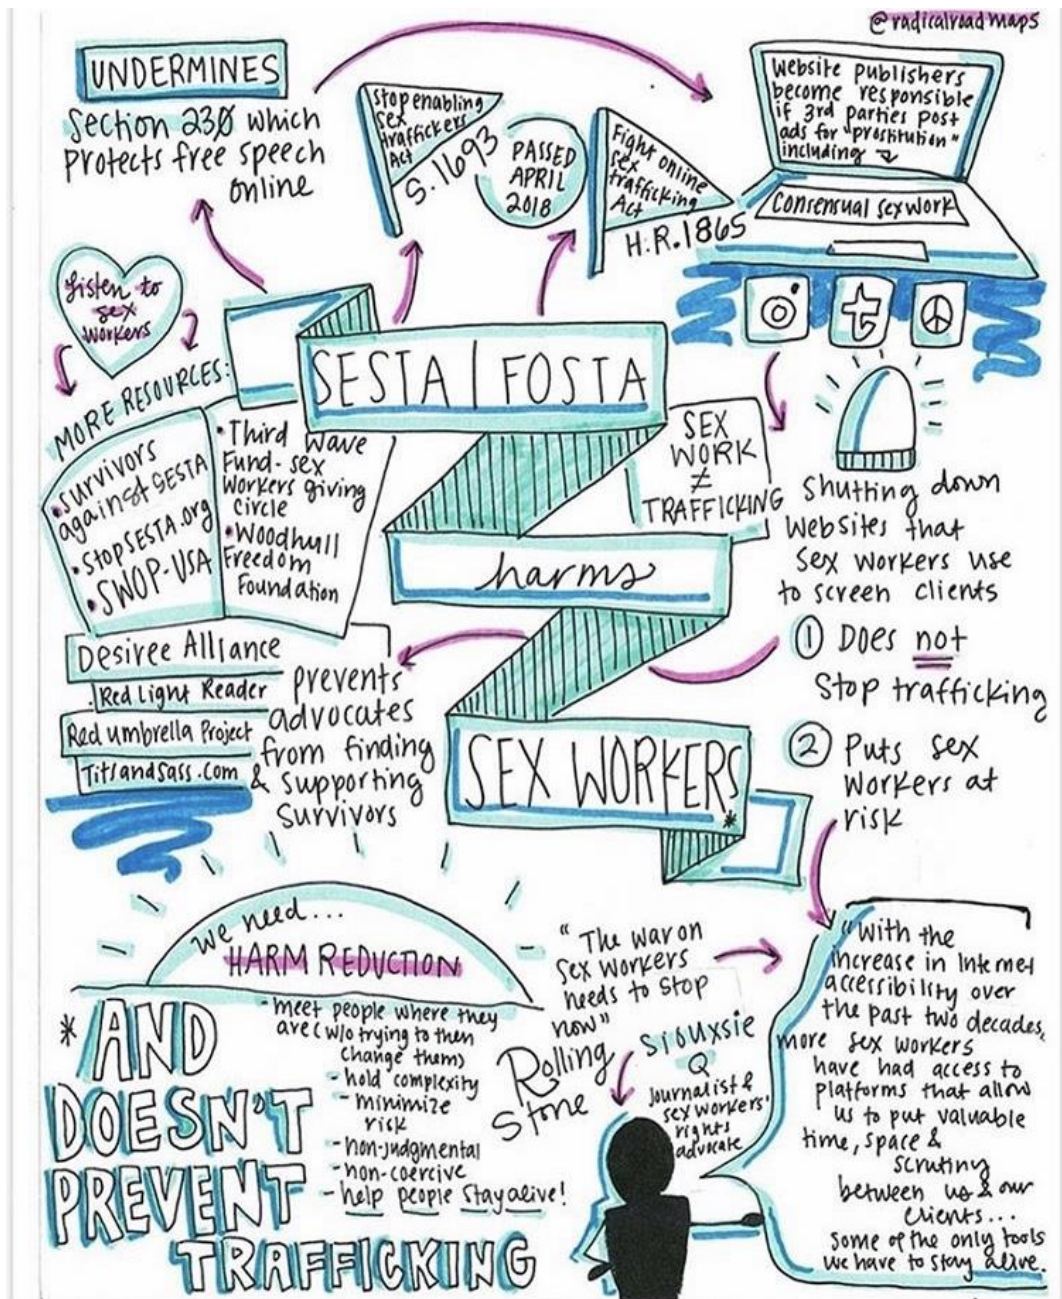 @radicalroadmaps
UNDERMINES
Section 230 which
Protects free speech
online
Stop enabling
sex
traffickers
Act
S.1693
PASSED
APRIL
2018
Fight online
sex
trafficking
Act
H.R.1865
Website publishers
become responsible
if 3rd parties post
ads for "prostitution"
including
Consensual sexwork
Listen to
sex
workers
MORE RESOURCES:
• Survivors
against SESTA
• StopSESTA.org
• SWOP-USA
• Third Wave
Fund-sex
Workers giving
circle
• Woodhull
Freedom
Foundation
Desiree Alliance
Red Light Reader
Red umbrella Project
TitsandSass.com
SESTA | FOSTA
harms
SEX WORKERS*
SEX
WORK
≠
TRAFFICKING
Shutting down
Websites that
Sex workers use
to screen clients
① Does not
Stop trafficking
② Puts sex
Workers at
risk
prevents
advocates
from finding
& supporting
Survivors
we need...
HARM REDUCTION
- meet people where they
are (w/o trying to then
change them)
- hold complexity
- minimize
risk
- non-judgmental
- non-coercive
- help people stay alive!
* AND
DOESN'T
PREVENT
TRAFFICKING
"The war on
Sex workers
needs to stop
now"
Rolling
Stone
Siouxsie
Q
Journalist &
sex workers'
rights
advocate
"With the
increase in Internet
accessibility over
the past two decades,
more sex workers
have had access to
platforms that allow
us to put valuable
time, space &
scrutiny
between us & our
clients...
Some of the only tools
we have to stay alive.